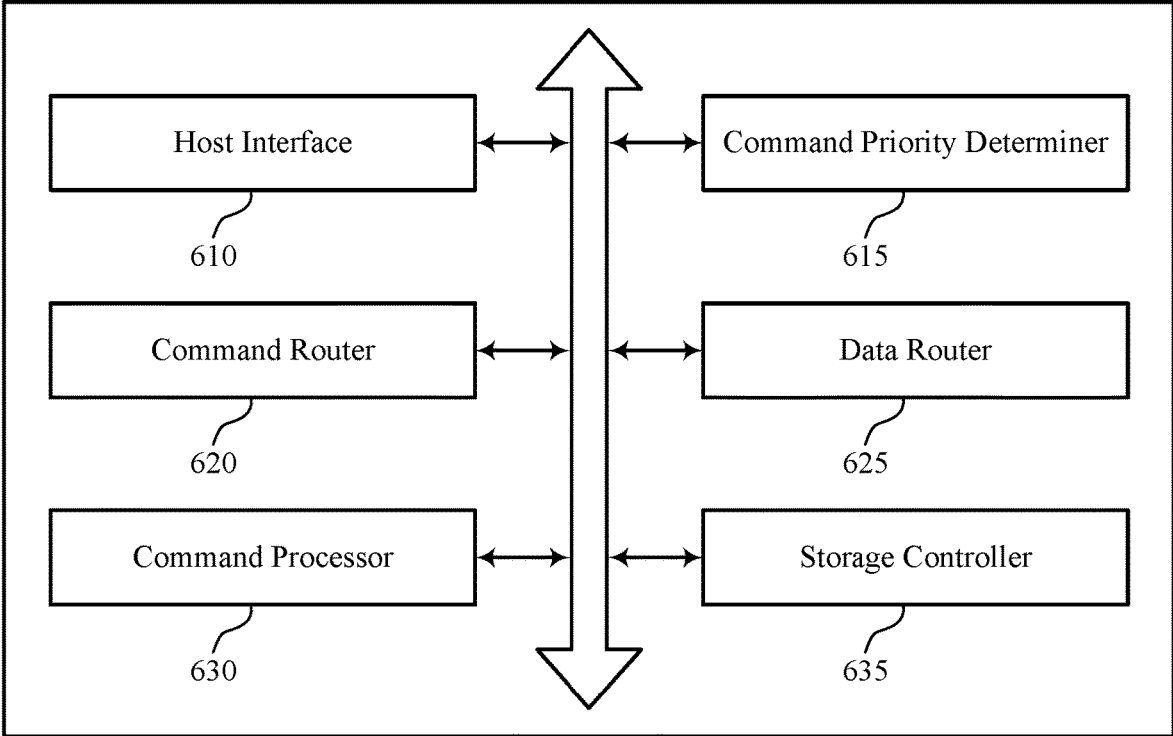 Host Interface
610
Command Priority Determiner
615
Command Router
620
Data Router
625
Command Processor
630
Storage Controller
635